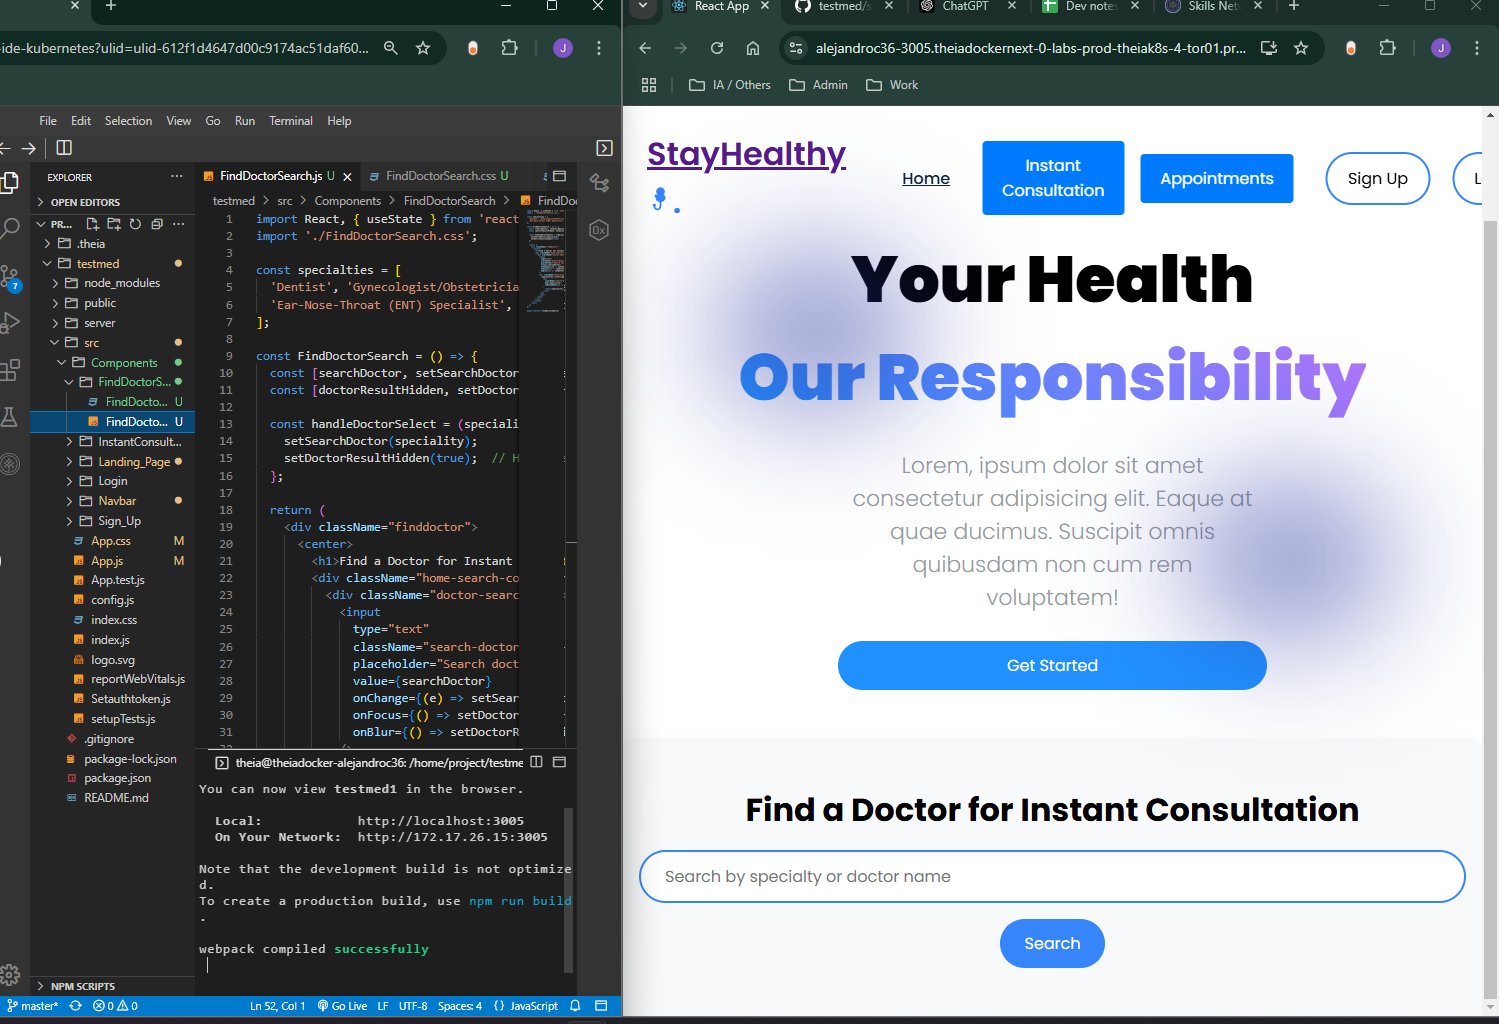 -ide-kubernetes?ulid=ulid-612f1d4647d00c9174ac51daf60...
J
File Edit Selection View Go Run Terminal Help
EXPLORER
OPEN EDITORS
PR...
.theia
testmed
node_modules
public
server
src
Components
FindDoctorS...
FindDocto... U
FindDocto... U
InstantConsult...
Landing_Page
Login
Navbar
Sign_Up
App.css M
App.js M
App.test.js
config.js
index.css
index.js
logo.svg
reportWebVitals.js
Setauthtoken.js
setupTests.js
.gitignore
package-lock.json
package.json
README.md
NPM SCRIPTS
7
FindDoctorSearch.js U
FindDoctorSearch.css U
testmed > src > Components > FindDoctorSearch > FindDo
1 import React, { useState } from 'react
2 import './FindDoctorSearch.css';
3
4 const specialties = [
5 'Dentist', 'Gynecologist/Obstetricia
6 'Ear-Nose-Throat (ENT) Specialist',
7 ];
8
9 const FindDoctorSearch = () => {
10 const [searchDoctor, setSearchDoctor
11 const [doctorResultHidden, setDoctor
12
13 const handleDoctorSelect = (speciali
14 setSearchDoctor(speciality);
15 setDoctorResultHidden(true); // H
16 };
17
18 return (
19 <div className="finddoctor">
20 <center>
21 <h1>Find a Doctor for Instant
22 <div className="home-search-co
23 <div className="doctor-searc
24 <input
25 type="text"
26 className="search-doctor
27 placeholder="Search doct
28 value={searchDoctor}
29 onChange={(e) => setSear
30 onFocus={() => setDoctor
31 onBlur={() => setDoctorR
theia@theiadocker-alejandroc36: /home/project/testme
You can now view testmed1 in the browser.
Local: http://localhost:3005
On Your Network: http://172.17.26.15:3005
Note that the development build is not optimize
d.
To create a production build, use npm run build
.
webpack compiled successfully
master* 0 0 Ln 52, Col 1 Go Live LF UTF-8 Spaces: 4 {} JavaScript
React App
testmed/s
ChatGPT
Dev note
Skills Net
alejandroc36-3005.theiadockernext-0-labs-prod-theiak8s-4-tor01.pr...
J
IA / Others Admin Work
StayHealthy
Home
Instant
Consultation
Appointments
Sign Up
L
Your Health
Our Responsibility
Lorem, ipsum dolor sit amet
consectetur adipisicing elit. Eaque at
quae ducimus. Suscipit omnis
quibusdam non cum rem
voluptatem!
Get Started
Find a Doctor for Instant Consultation
Search by specialty or doctor name
Search